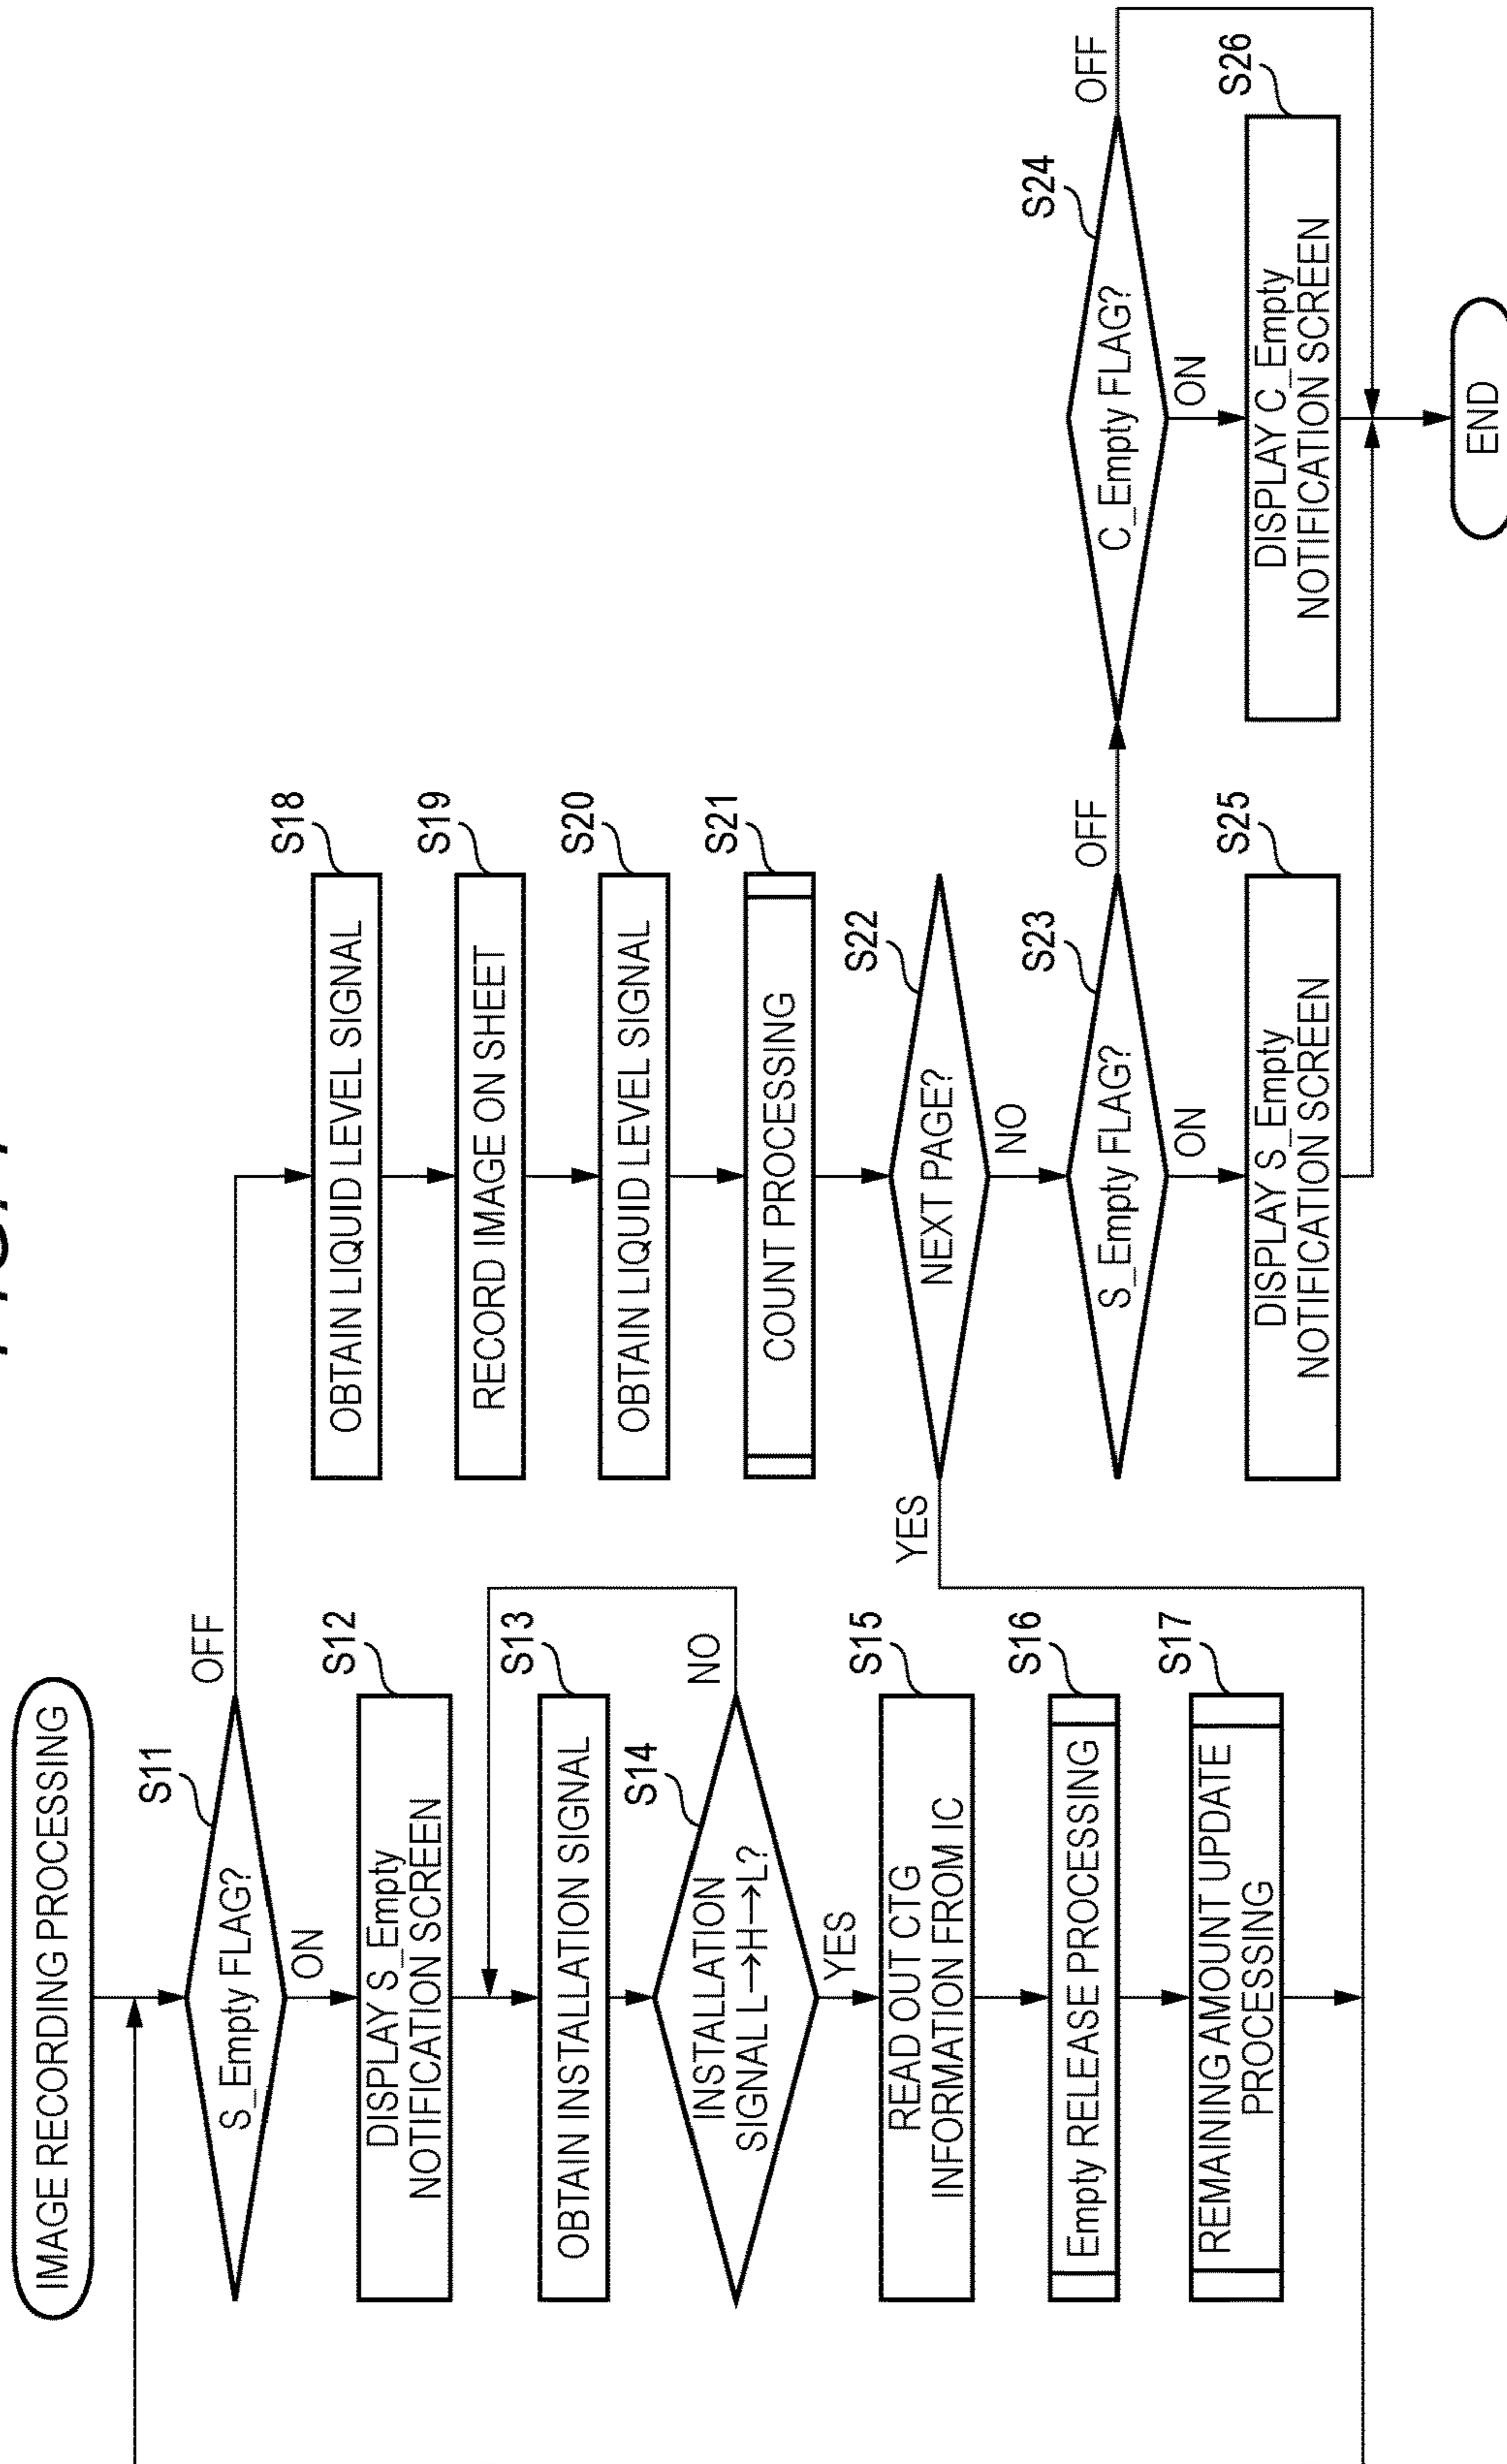 IMAGE RECORDING PROCESSING
S11
S_Empty FLAG?
OFF
ON
S12
DISPLAY S_Empty
NOTIFICATION SCREEN
S13
OBTAIN INSTALLATION SIGNAL
S14
INSTALLATION
SIGNAL L→H→L?
NO
YES
S15
READ OUT CTG
INFORMATION FROM IC
S16
Empty RELEASE PROCESSING
S17
REMAINING AMOUNT UPDATE
PROCESSING
S18
OBTAIN LIQUID LEVEL SIGNAL
S19
RECORD IMAGE ON SHEET
S20
OBTAIN LIQUID LEVEL SIGNAL
S21
COUNT PROCESSING
S22
NEXT PAGE?
YES
NO
S23
S_Empty FLAG?
OFF
ON
S25
DISPLAY S_Empty
NOTIFICATION SCREEN
S24
C_Empty FLAG?
OFF
ON
S26
DISPLAY C_Empty
NOTIFICATION SCREEN
END